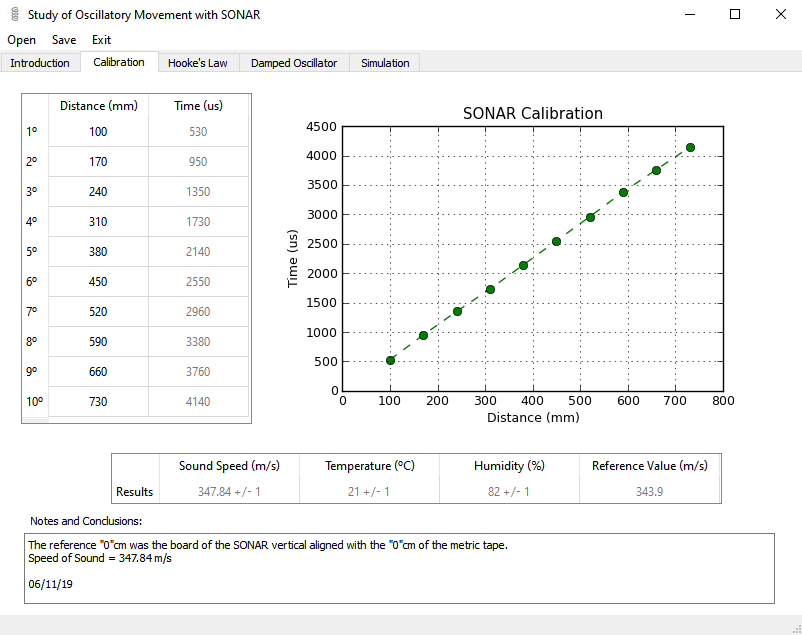 Study of Oscillatory Movement with SONAR
Open Save Exit
Introduction Calibration Hooke's Law Damped Oscillator Simulation
Distance (mm) Time (us)
1º 100 530
2º 170 950
3º 240 1350
4º 310 1730
5º 380 2140
6º 450 2550
7º 520 2960
8º 590 3380
9º 660 3760
10º 730 4140
SONAR Calibration
4500
4000
3500
3000
2500
2000
1500
1000
500
0
Time (us)
0 100 200 300 400 500 600 700 800
Distance (mm)
Sound Speed (m/s) Temperature (ºC) Humidity (%) Reference Value (m/s)
Results 347.84 +/- 1 21 +/- 1 82 +/- 1 343.9
Notes and Conclusions:
The reference "0"cm was the board of the SONAR vertical aligned with the "0"cm of the metric tape.
Speed of Sound = 347.84 m/s
06/11/19